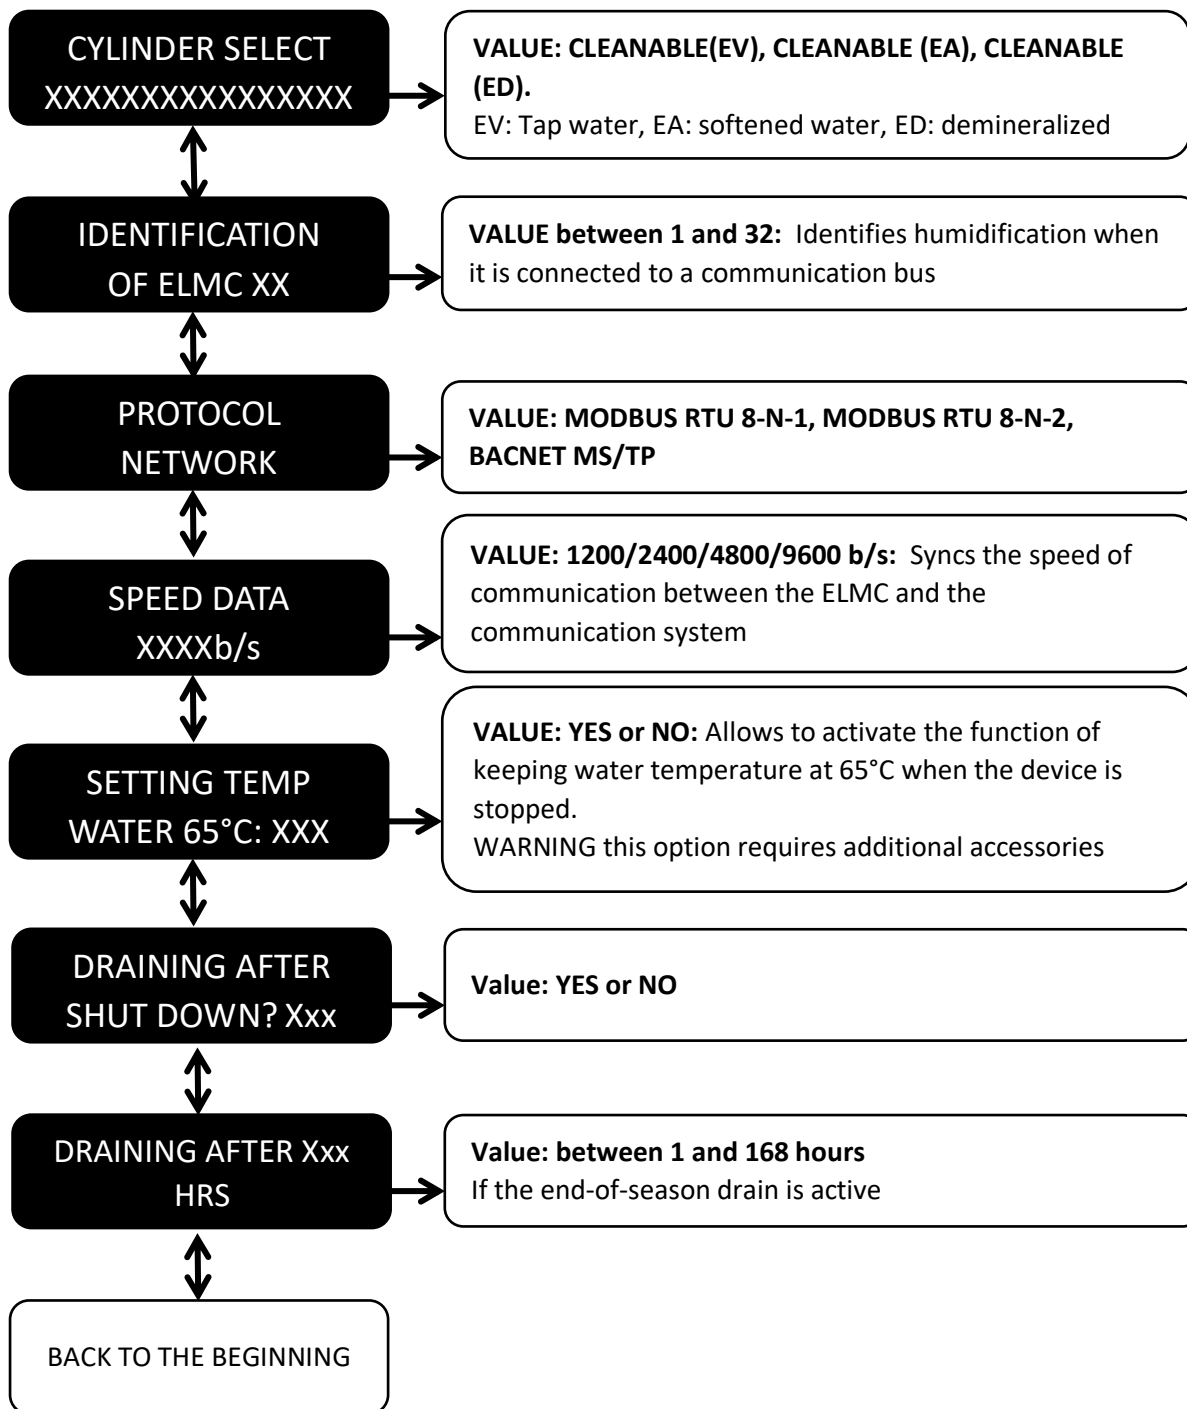 CYLINDER SELECT
XXXXXXXXXXXXXXXX
VALUE: CLEANABLE(EV), CLEANABLE (EA), CLEANABLE
(ED).
EV: Tap water, EA: softened water, ED: demineralized
IDENTIFICATION
OF ELMC XX
VALUE between 1 and 32: Identifies humidification when
it is connected to a communication bus
PROTOCOL
NETWORK
VALUE: MODBUS RTU 8-N-1, MODBUS RTU 8-N-2,
BACNET MS/TP
SPEED DATA
XXXXb/s
VALUE: 1200/2400/4800/9600 b/s: Syncs the speed of
communication between the ELMC and the
communication system
SETTING TEMP
WATER 65°C: XXX
VALUE: YES or NO: Allows to activate the function of
keeping water temperature at 65°C when the device is
stopped.
WARNING this option requires additional accessories
DRAINING AFTER
SHUT DOWN? Xxx
Value: YES or NO
DRAINING AFTER Xxx
HRS
Value: between 1 and 168 hours
If the end-of-season drain is active
BACK TO THE BEGINNING